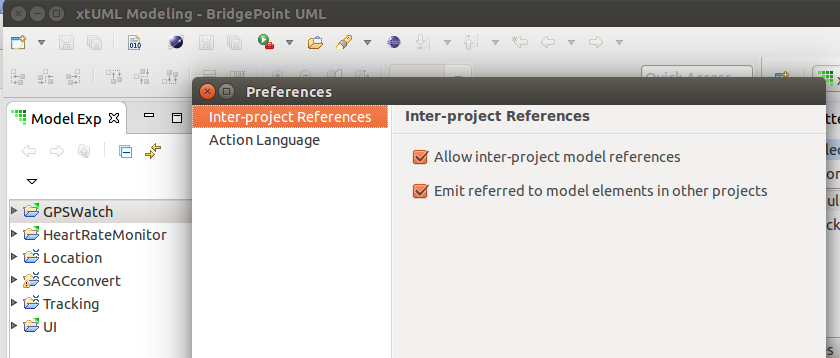 xtUML Modeling - BridgePoint UML
010
Quick Access
Preferences
Model Exp
Inter-project References
Action Language
Inter-project References
Allow inter-project model references
Emit referred to model elements in other projects
GPSWatch
HeartRateMonitor
Location
SACconvert
Tracking
UI